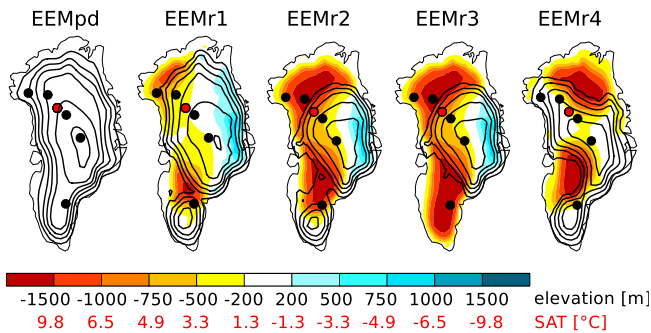 EEMpd EEMr1 EEMr2 EEMr3 EEMr4
-1500 -1000 -750 -500 -200 200 500 750 1000 1500 elevation [m]
9.8 6.5 4.9 3.3 1.3 -1.3 -3.3 -4.9 -6.5 -9.8 SAT [°C]